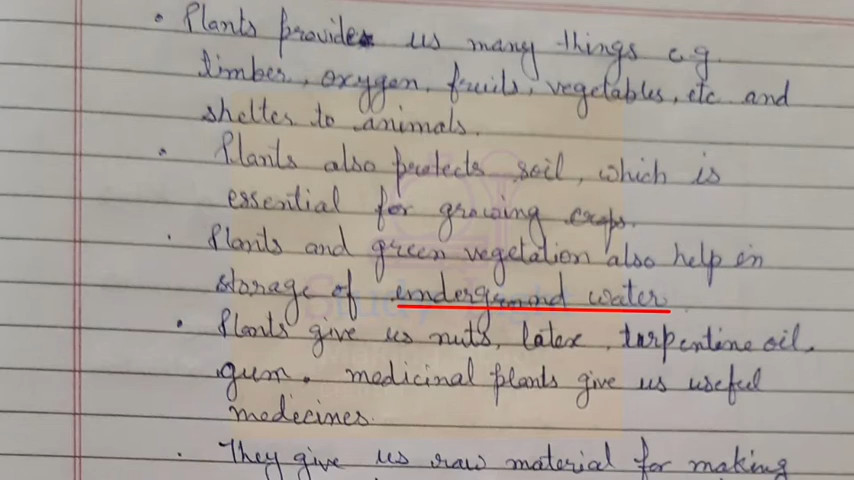 • Plants provides us many things e.g.
timber, oxygen, fruits, vegetables, etc and
shelter to animals.
• Plants also protects soil, which is
essential for growing crops.
• Plants and green vegetation also help in
storage of underground water.
• Plants give us nuts, latex, turpentine oil,
gum. medicinal plants give us useful
medecines.
• They give us raw material for making